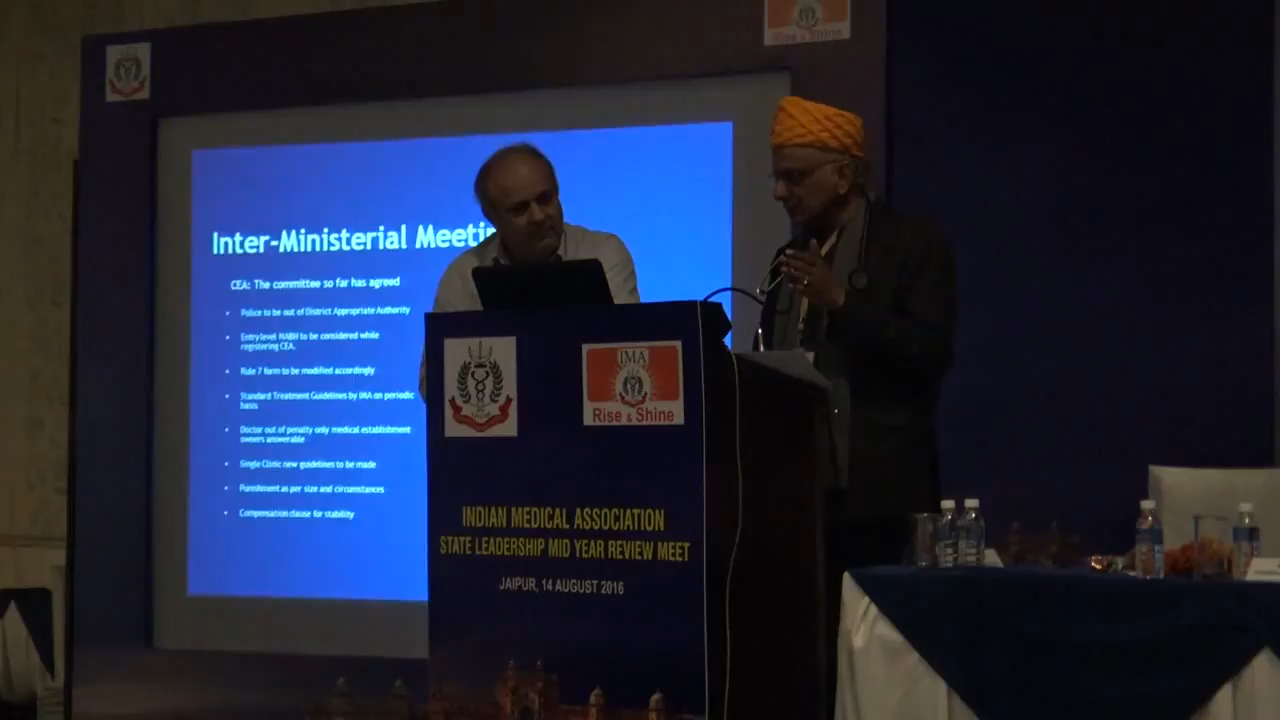 Rise & Shine
Inter-Ministerial Meetin
CEA: The committee so far has agreed
• Police to be out of District Appropriate Authority
• Entry level NABH to be considered while
registering CEA.
• Rule 7 form to be modified accordingly
• Standard Treatment Guidelines by IMA on periodic
basis
• Doctor out of penalty only medical establishment
owners answerable
• Single Clinic new guidelines to be made
• Punishment as per size and circumstances
• Compensation clause for stability
IMA
Rise & Shine
INDIAN MEDICAL ASSOCIATION
STATE LEADERSHIP MID YEAR REVIEW MEET
JAIPUR, 14 AUGUST 2016